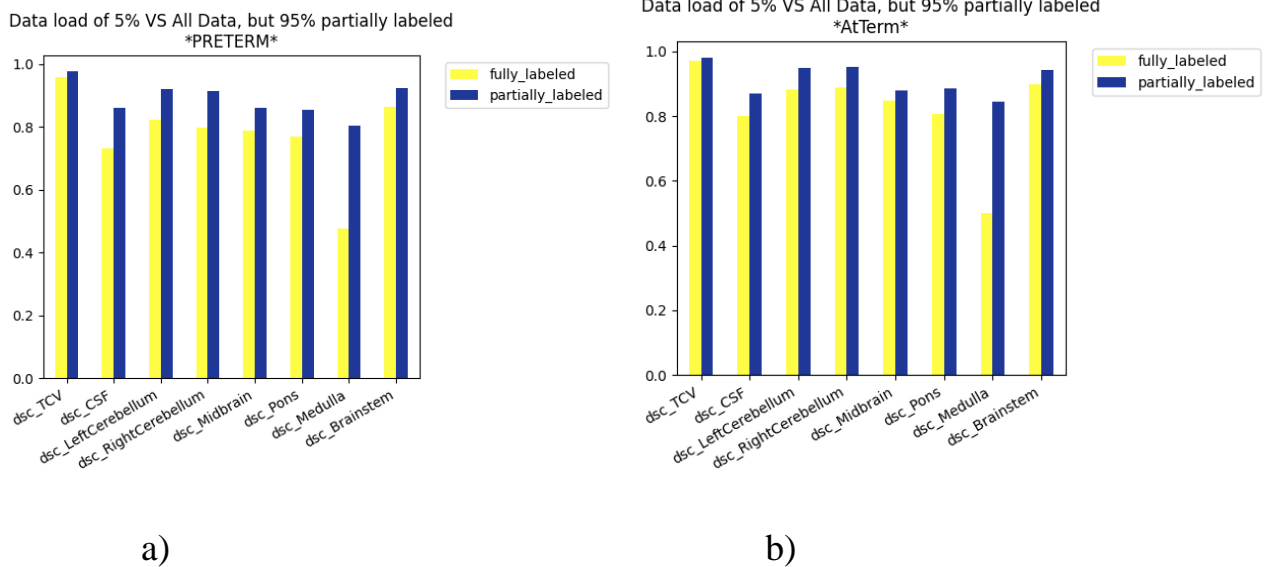 Data load of 5% VS All Data, but 95% partially labeled
*PRETERM*
fully_labeled
partially_labeled
1.0
0.8
0.6
0.4
0.2
0.0
dsc_TCV
dsc_CSF
dsc_LeftCerebellum
dsc_RightCerebellum
dsc_Midbrain
dsc_Pons
dsc_Medulla
dsc_Brainstem
a)
Data load of 5% VS All Data, but 95% partially labeled
*AtTerm*
fully_labeled
partially_labeled
1.0
0.8
0.6
0.4
0.2
0.0
dsc_TCV
dsc_CSF
dsc_LeftCerebellum
dsc_RightCerebellum
dsc_Midbrain
dsc_Pons
dsc_Medulla
dsc_Brainstem
b)